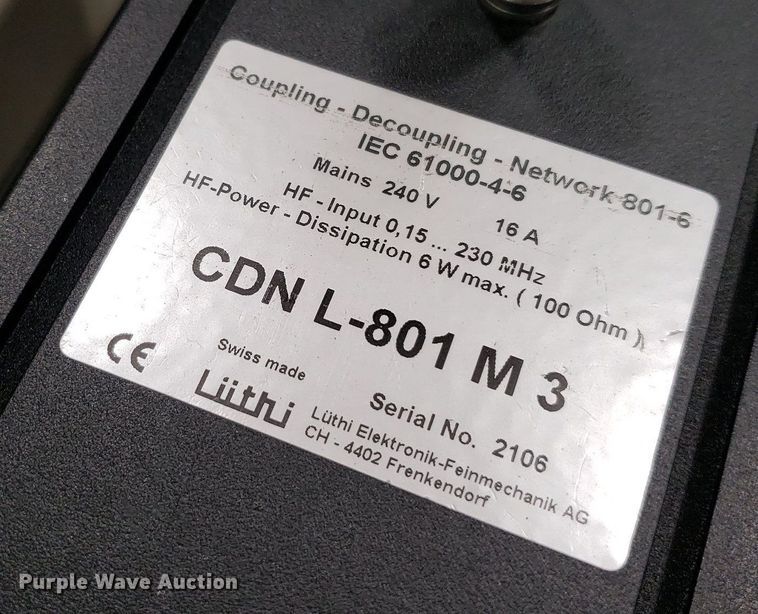 Coupling - Decoupling - Network 801-6
IEC 61000-4-6
Mains 240 V 16 A
HF - Input 0,15 ... 230 MHz
HF-Power - Dissipation 6 W max. ( 100 Ohm )
CDN L-801 M 3
CE
Swiss made
Serial No. 2106
Lüthi
Lüthi Elektronik-Feinmechanik AG
CH - 4402 Frenkendorf
Purple Wave Auction